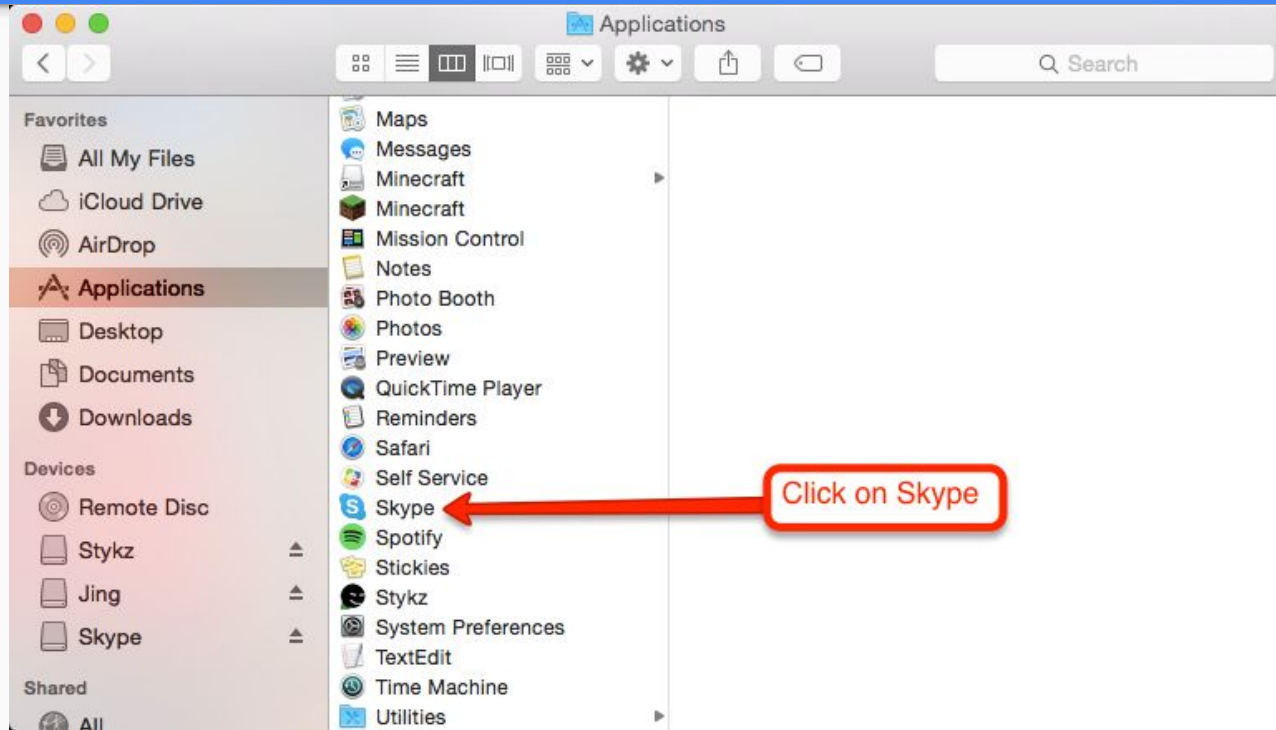 Applications
Search
Favorites
All My Files
iCloud Drive
AirDrop
Applications
Desktop
Documents
Downloads
Devices
Remote Disc
Stykz
Jing
Skype
Shared
All
Maps
Messages
Minecraft
Minecraft
Mission Control
Notes
Photo Booth
Photos
Preview
QuickTime Player
Reminders
Safari
Self Service
Skype
Spotify
Stickies
Stykz
System Preferences
TextEdit
Time Machine
Utilities
Click on Skype